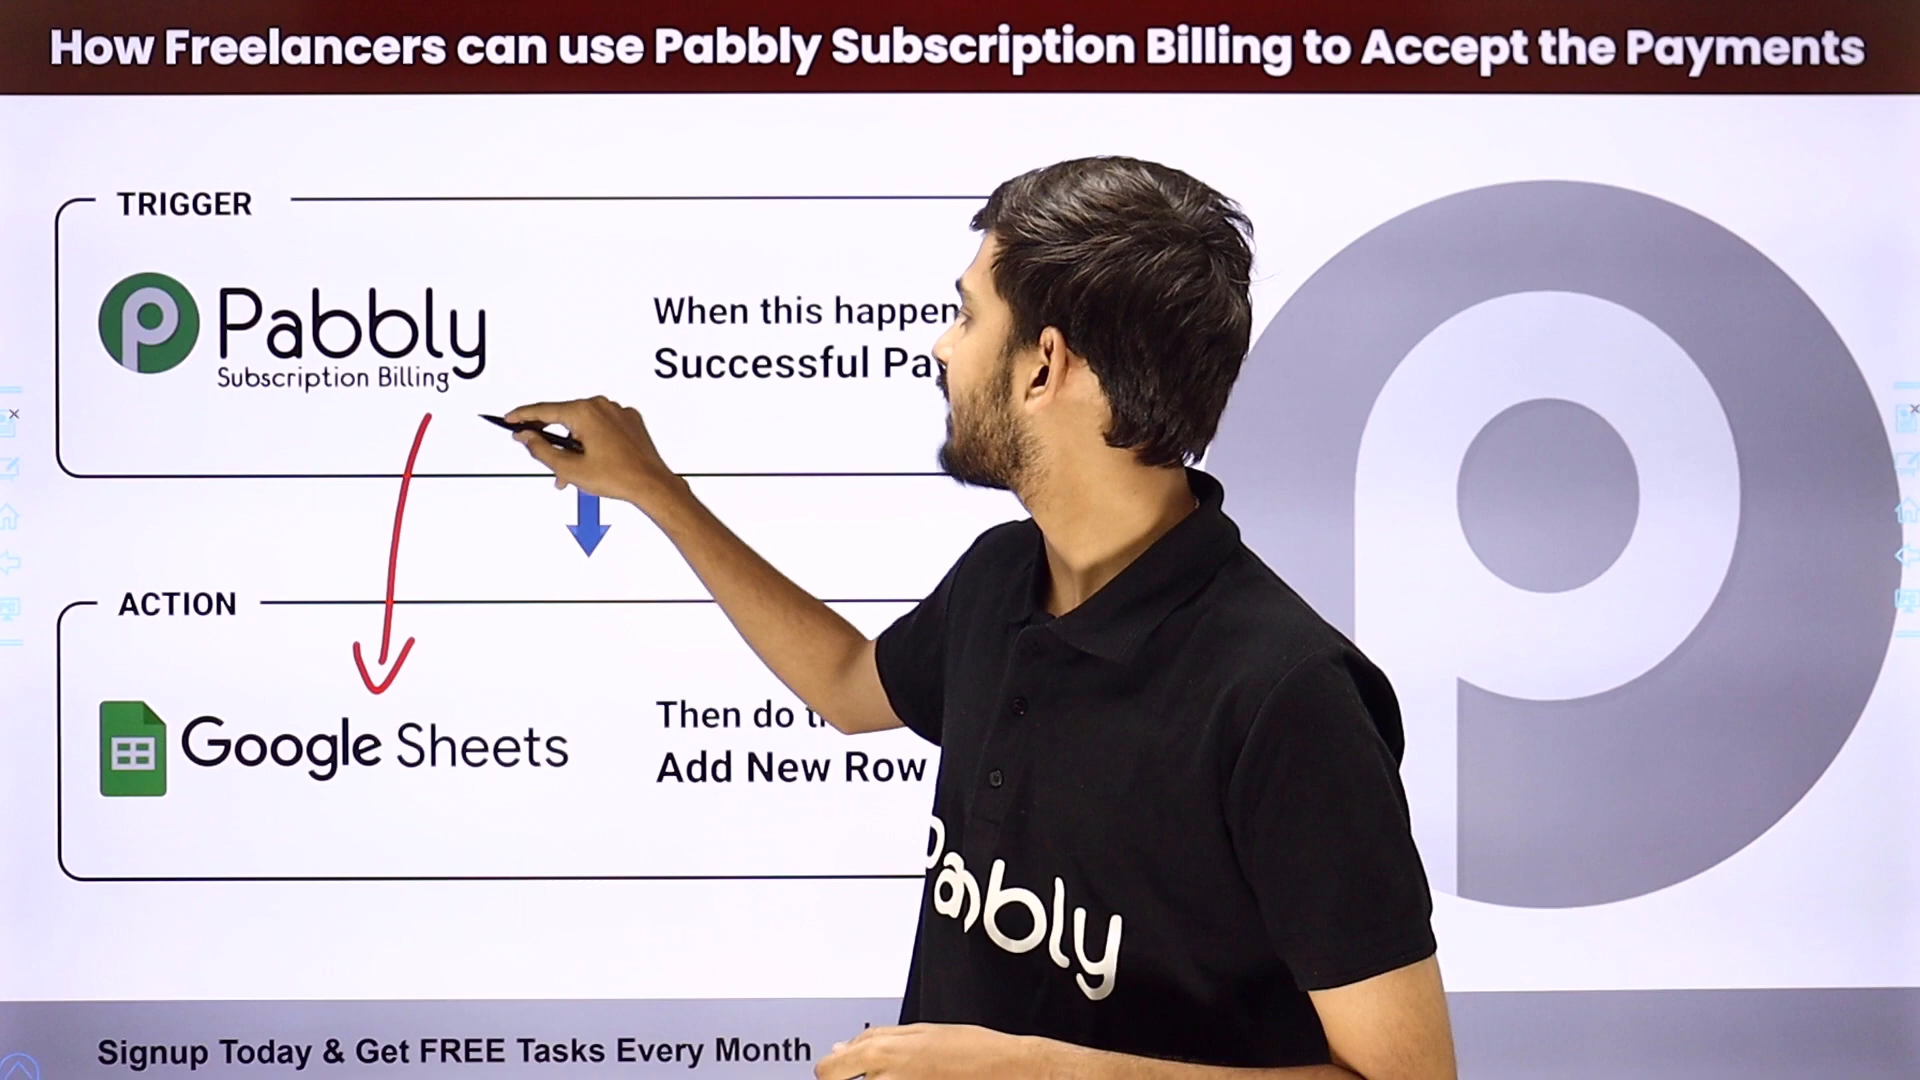 How Freelancers can use Pabbly Subscription Billing to Accept the Payments
TRIGGER
Pabbly
Subscription Billing
When this happen
Successful Pa
ACTION
Google Sheets
Then do
Add New Row
Pabbly
Signup Today & Get FREE Tasks Every Month